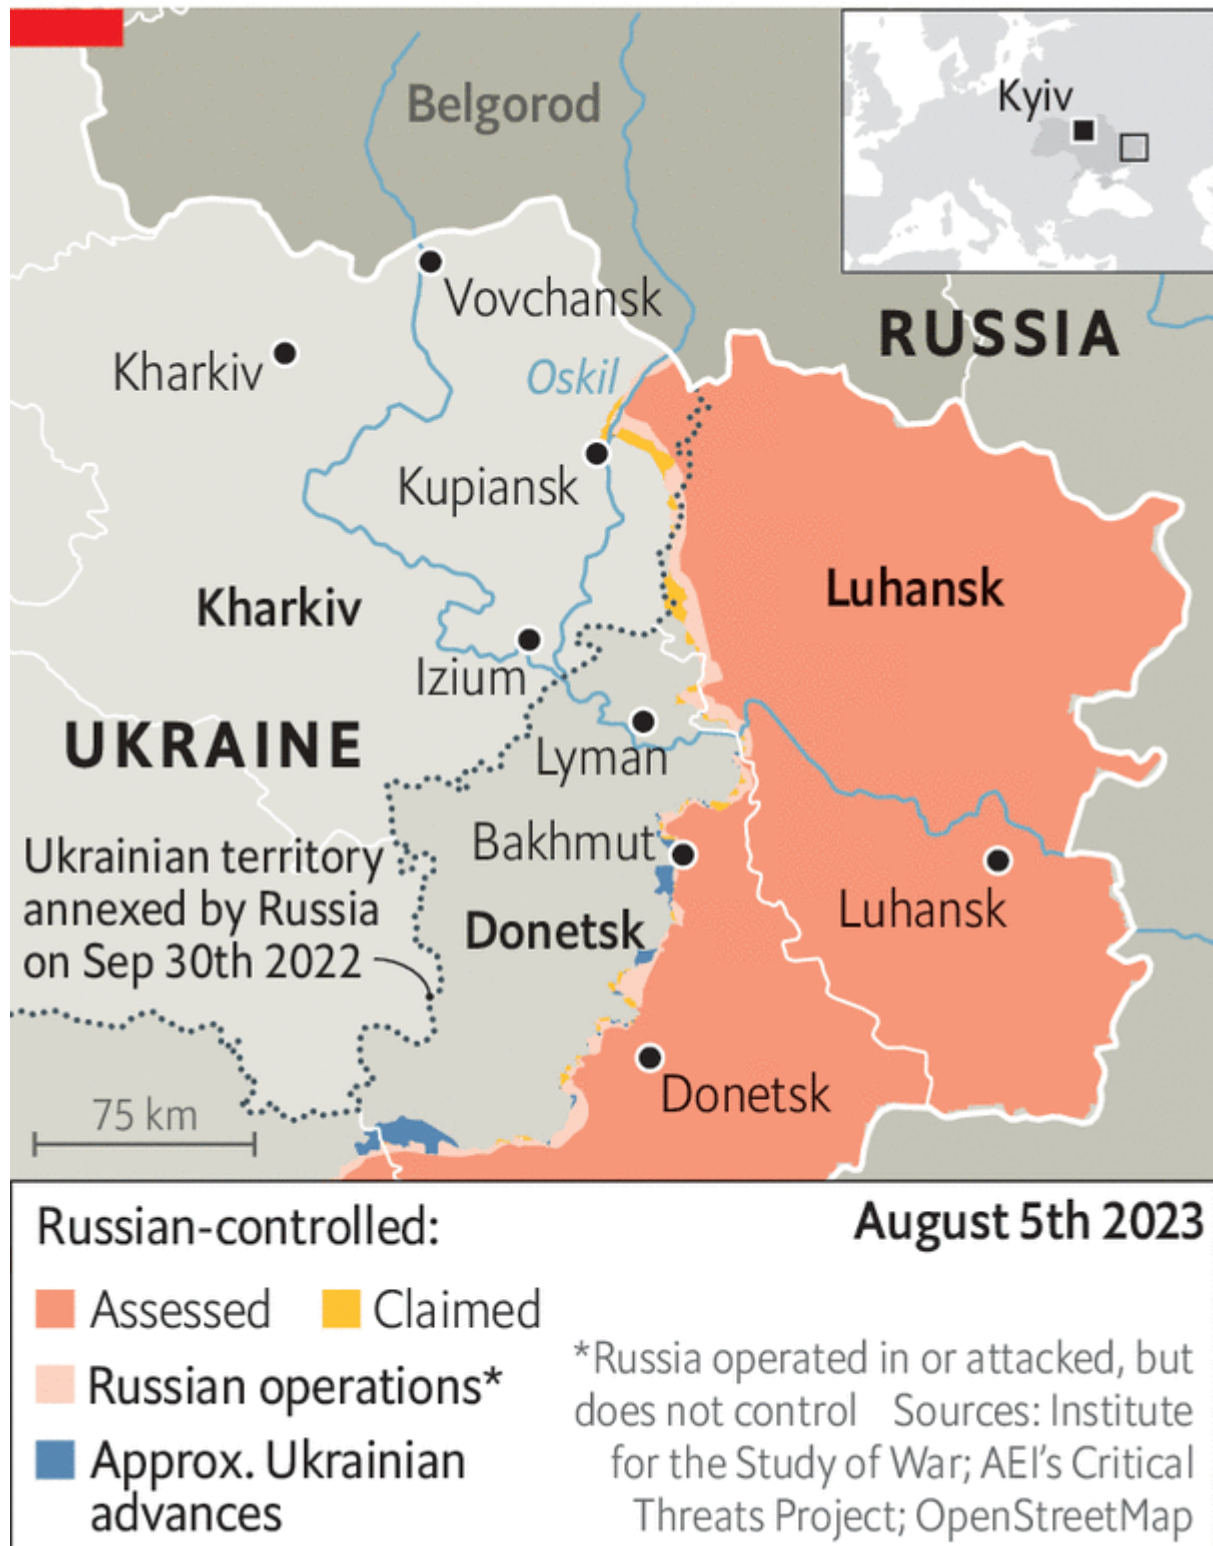 Belgorod
Kyiv
Vovchansk
RUSSIA
Kharkiv
Oskil
Kupiansk
Luhansk
Kharkiv
Izium
UKRAINE
Lyman
Bakhmut
Ukrainian territory
annexed by Russia
on Sep 30th 2022
Luhansk
Donetsk
Donetsk
75 km
Russian-controlled:
August 5th 2023
Assessed
Claimed
Russian operations*
Approx. Ukrainian
advances
*Russia operated in or attacked, but
does not control Sources: Institute
for the Study of War; AEI’s Critical
Threats Project; OpenStreetMap